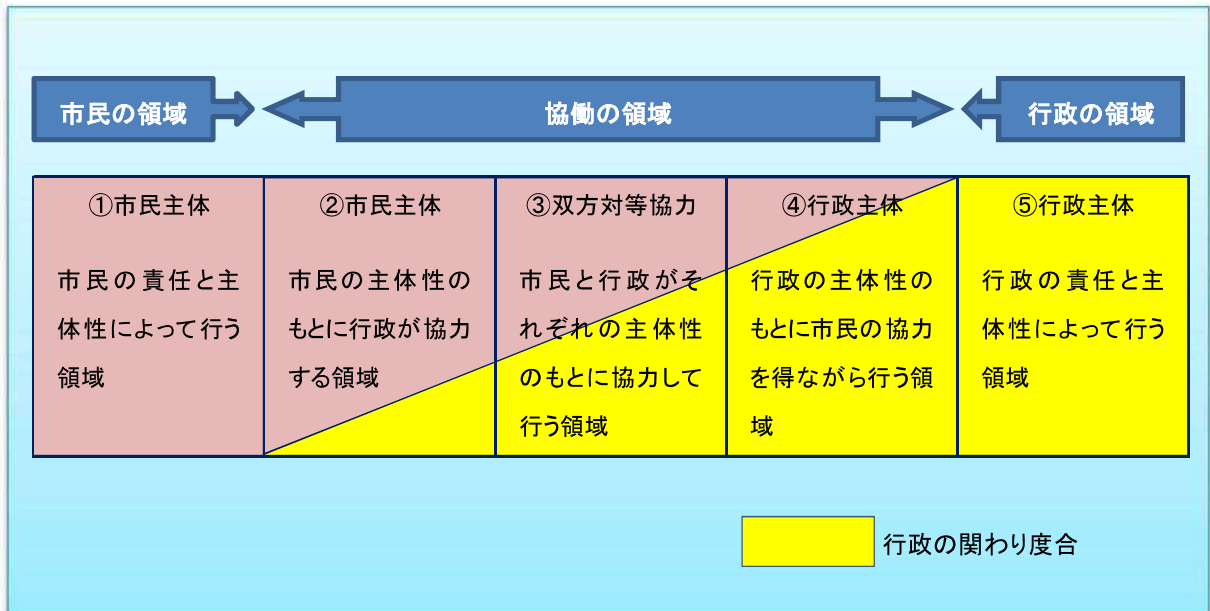 市民の領域
協働の領域
行政の領域
①市民主体
市民の責任と主
体性によって行う
領域
②市民主体
市民の主体性の
もとに行政が協力
する領域
③双方対等協力
市民と行政がそ
れぞれの主体性
のもとに協力して
行う領域
④行政主体
行政の主体性の
もとに市民の協力
を得ながら行う領
域
⑤行政主体
行政の責任と主
体性によって行う
領域
行政の関わり度合